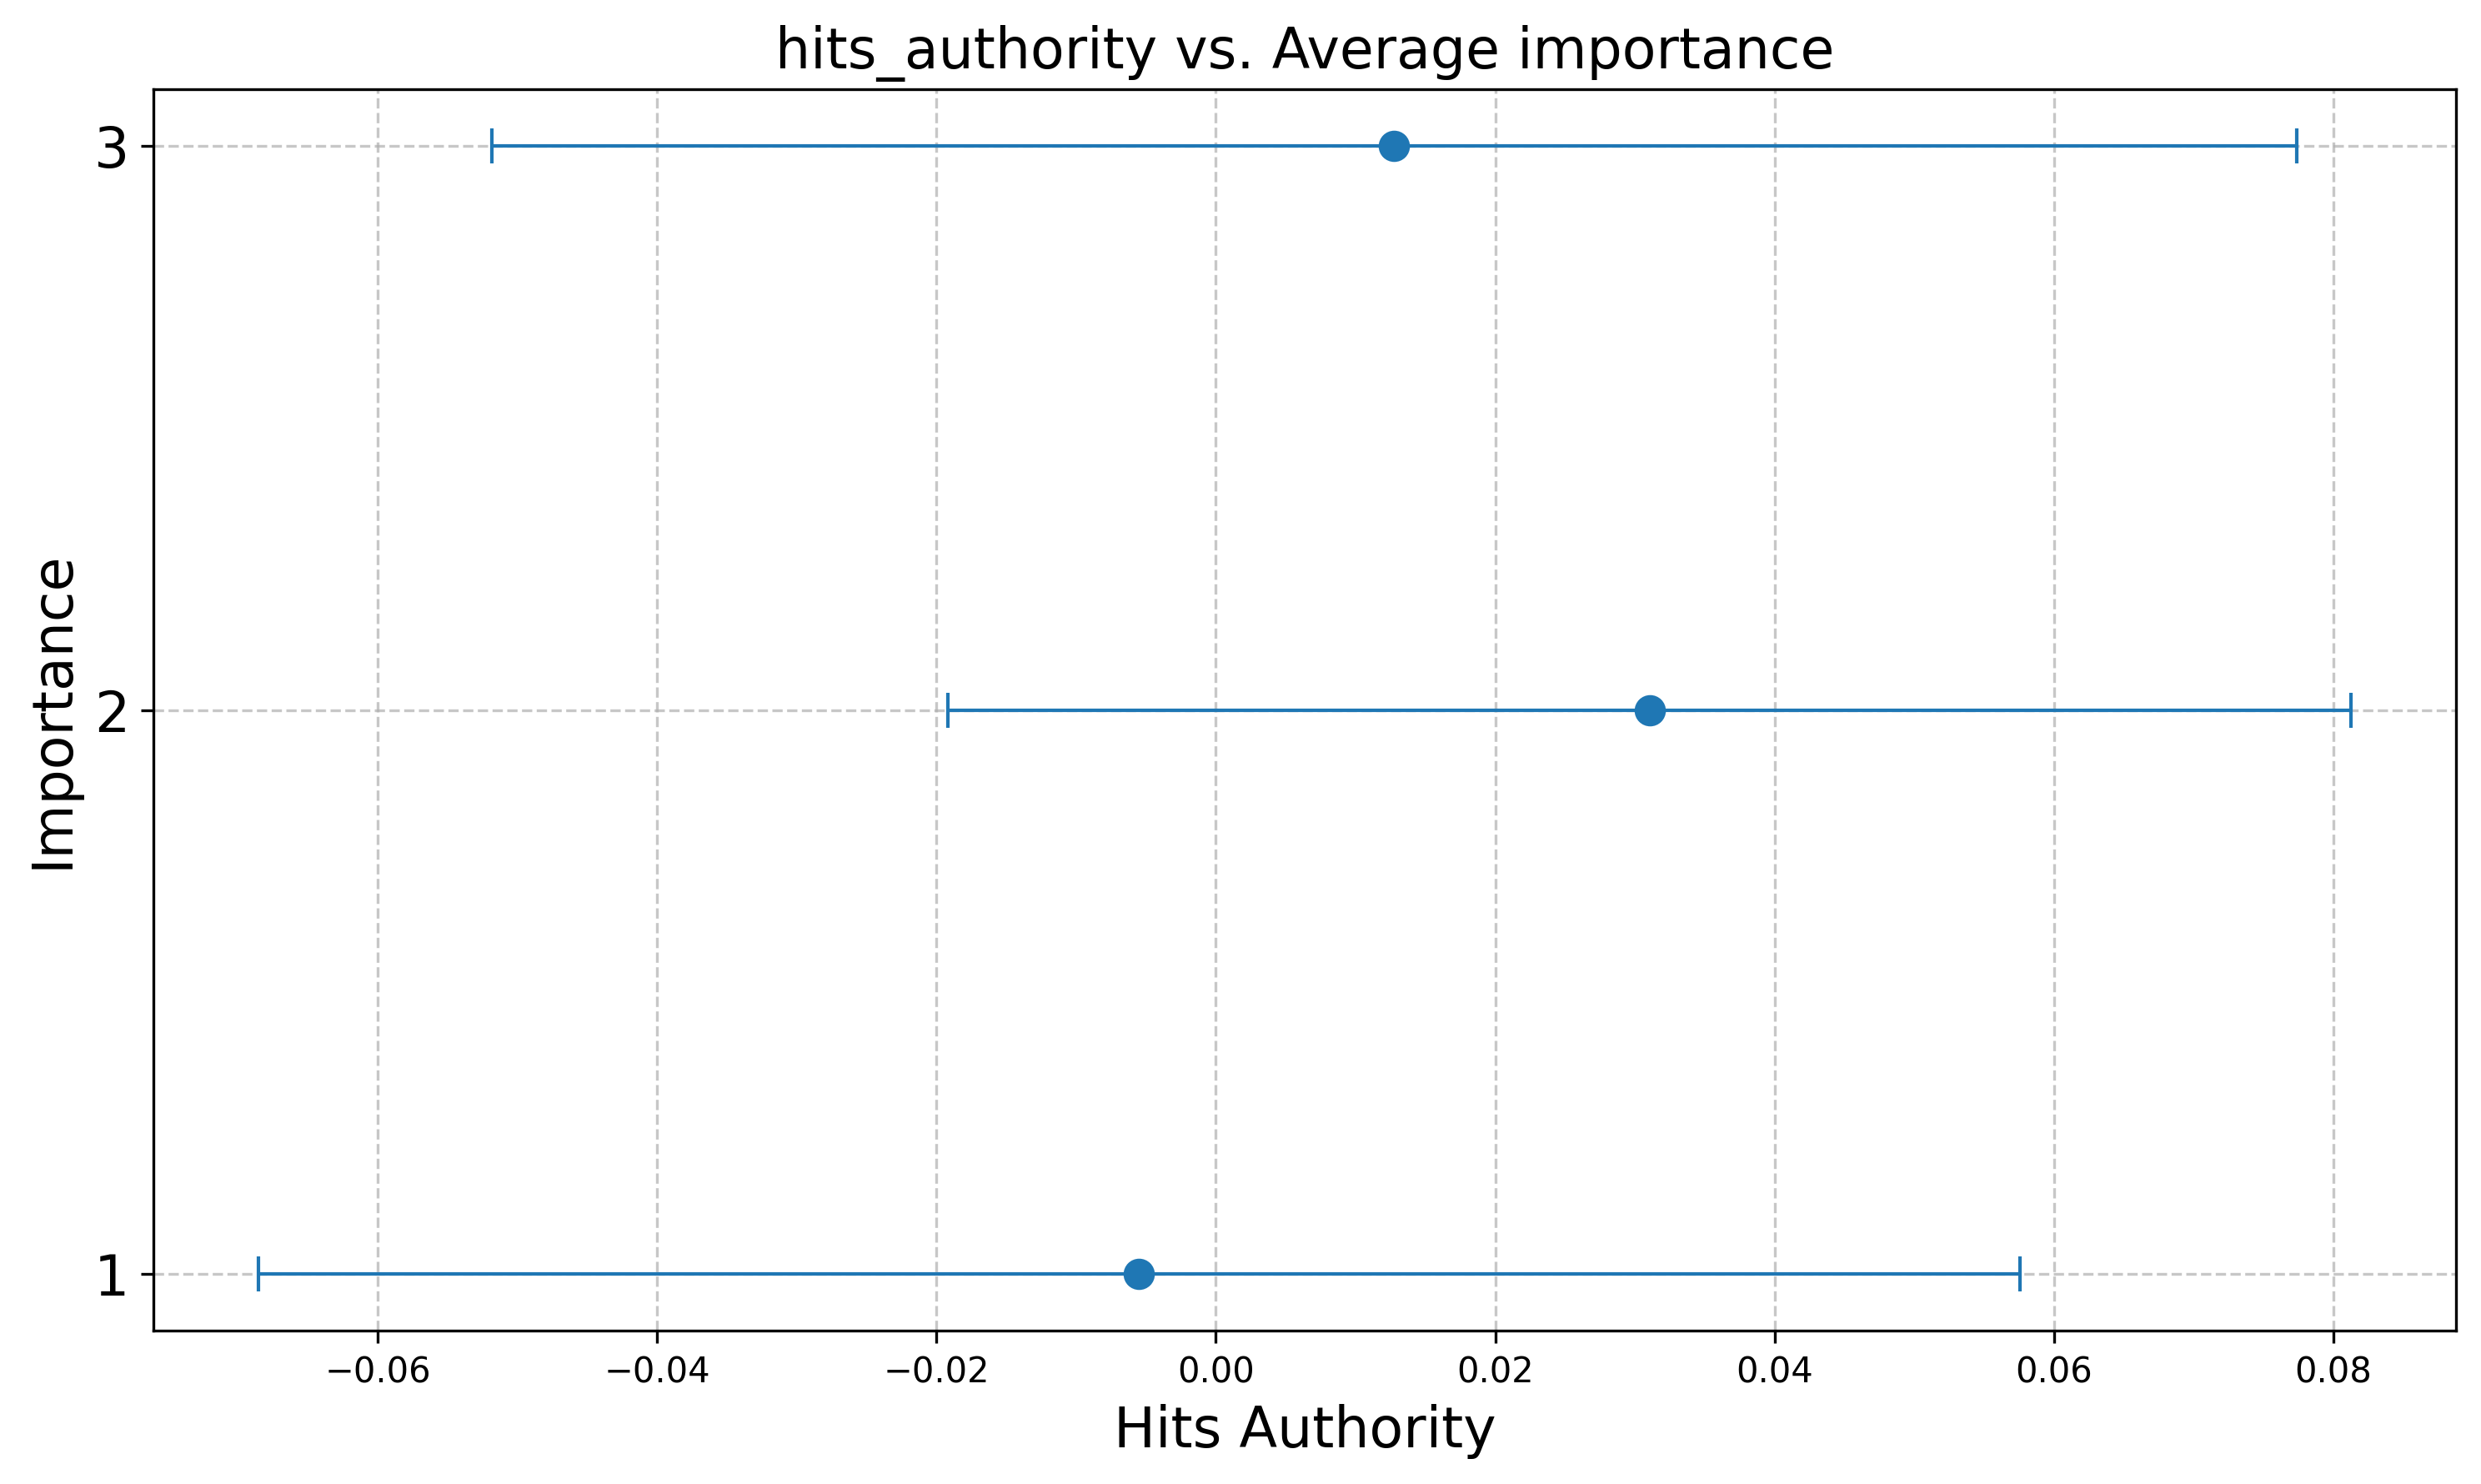 hits_authority vs. Average importance
3
2
1
Importance
−0.06 −0.04 −0.02 0.00 0.02 0.04 0.06 0.08
Hits Authority